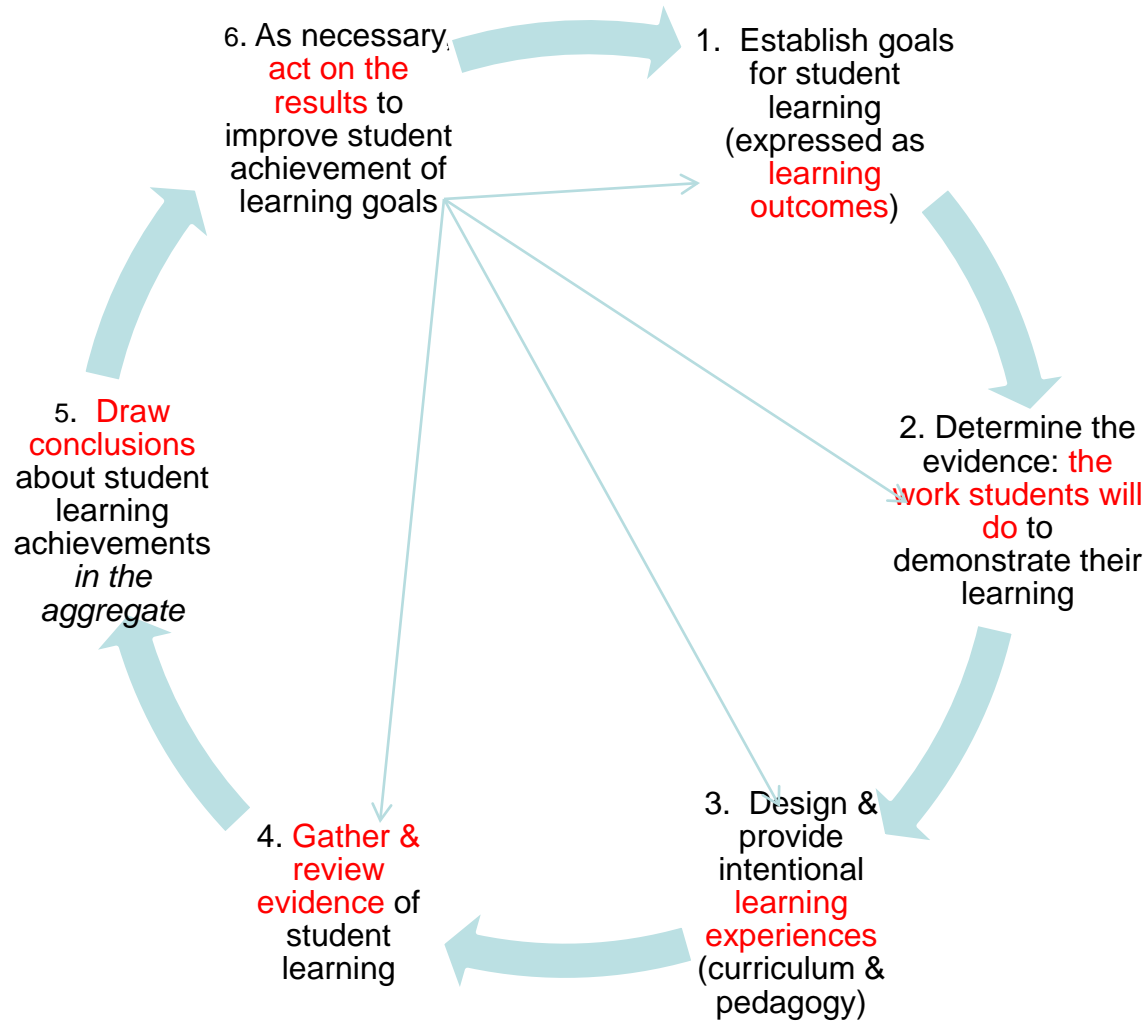 1. Establish goals
for student
learning
(expressed as
learning
outcomes)
2. Determine the
evidence: the
work students will
do to
demonstrate their
learning
3. Design &
provide
intentional
learning
experiences
(curriculum &
pedagogy)
4. Gather &
review
evidence of
student
learning
5. Draw
conclusions
about student
learning
achievements
in the
aggregate
6. As necessary,
act on the
results to
improve student
achievement of
learning goals